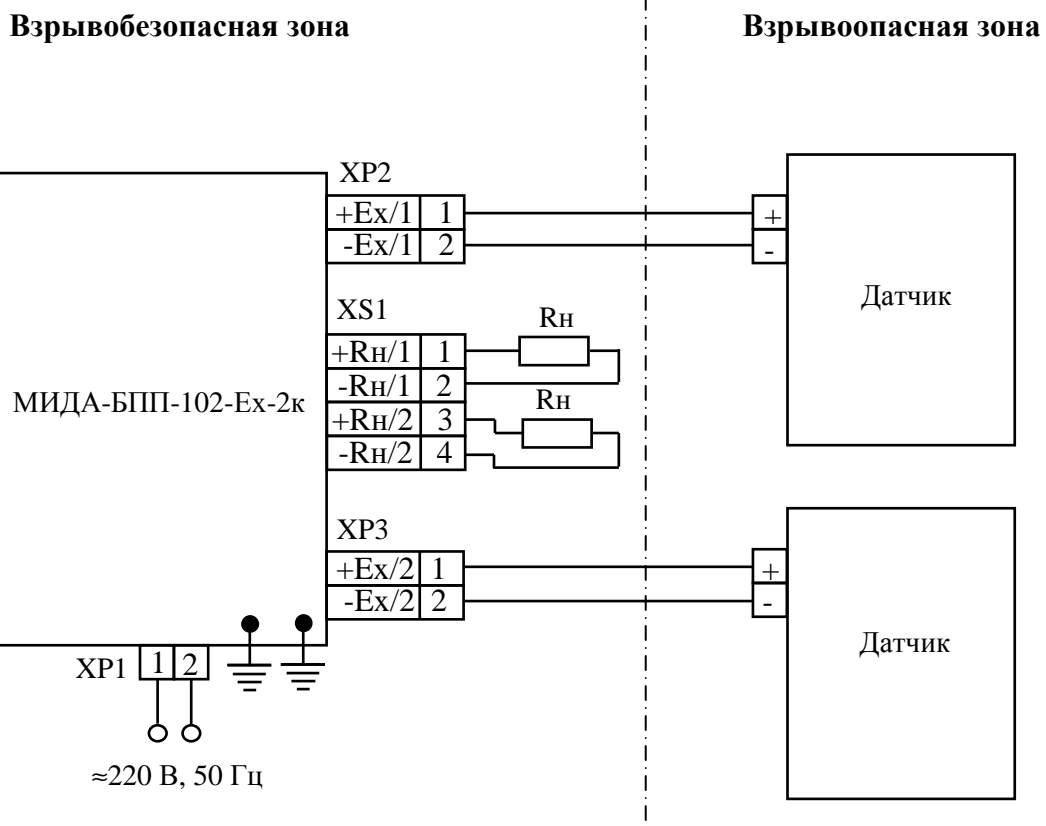 Взрывобезопасная зона
Взрывоопасная зона
XP2
+Ex/1 1
-Ex/1 2
+
-
Датчик
XS1
Rн
+Rн/1 1
-Rн/1 2
Rн
+Rн/2 3
-Rн/2 4
МИДА-БПП-102-Ex-2к
XP3
+Ex/2 1
-Ex/2 2
+
-
Датчик
XP1 1 2
≈220 В, 50 Гц